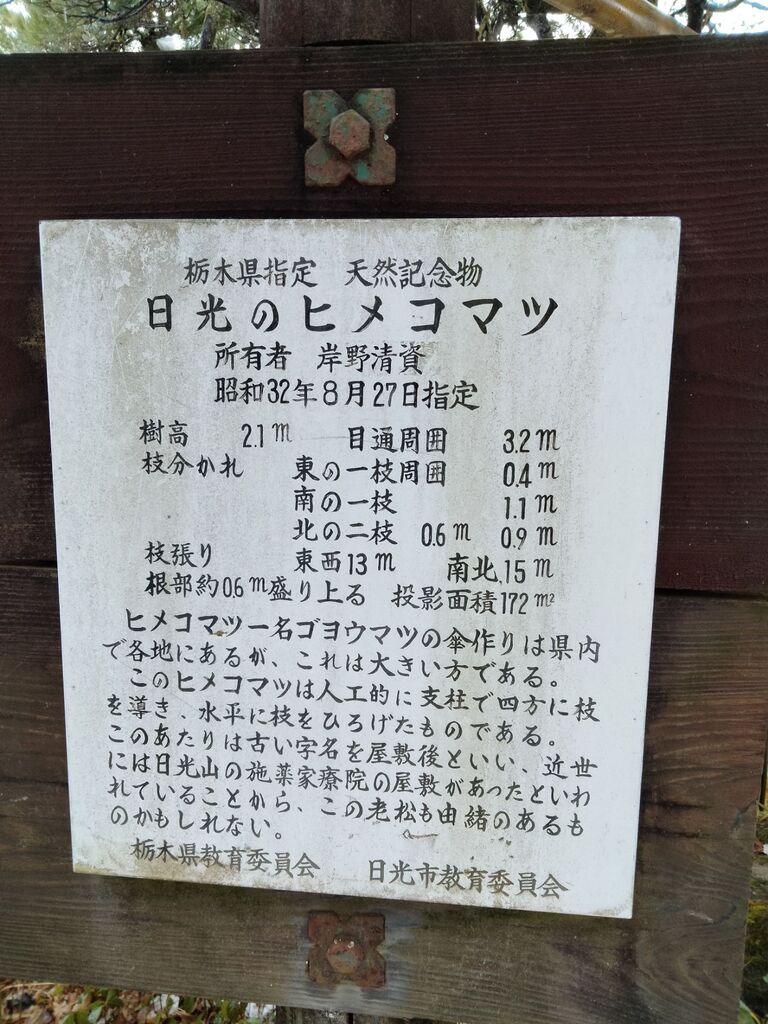 栃木県指定 天然記念物
日光のヒメコマツ
所有者 岸野清資
昭和32年8月27日指定
樹高 2.1m 目通周囲 3.2m
枝分かれ 東の一枝周囲 0.4m
南の一枝 1.1m
北の二枝 0.6m 0.9m
枝張り 東西13m 南北15m
根部約0.6m盛り上る 投影面積172m²
ヒメコマツ一名ゴヨウマツの傘作りは県内
で各地にあるが、これは大きい方である。
このヒメコマツは人工的に支柱で四方に枝
を導き、水平に枝をひろげたものである。
このあたりは古い字名を屋敷後といい、近世
には日光山の施薬家療院の屋敷があったといわ
れていることから、この老松も由緒のあるも
のかもしれない。
栃木県教育委員会 日光市教育委員会